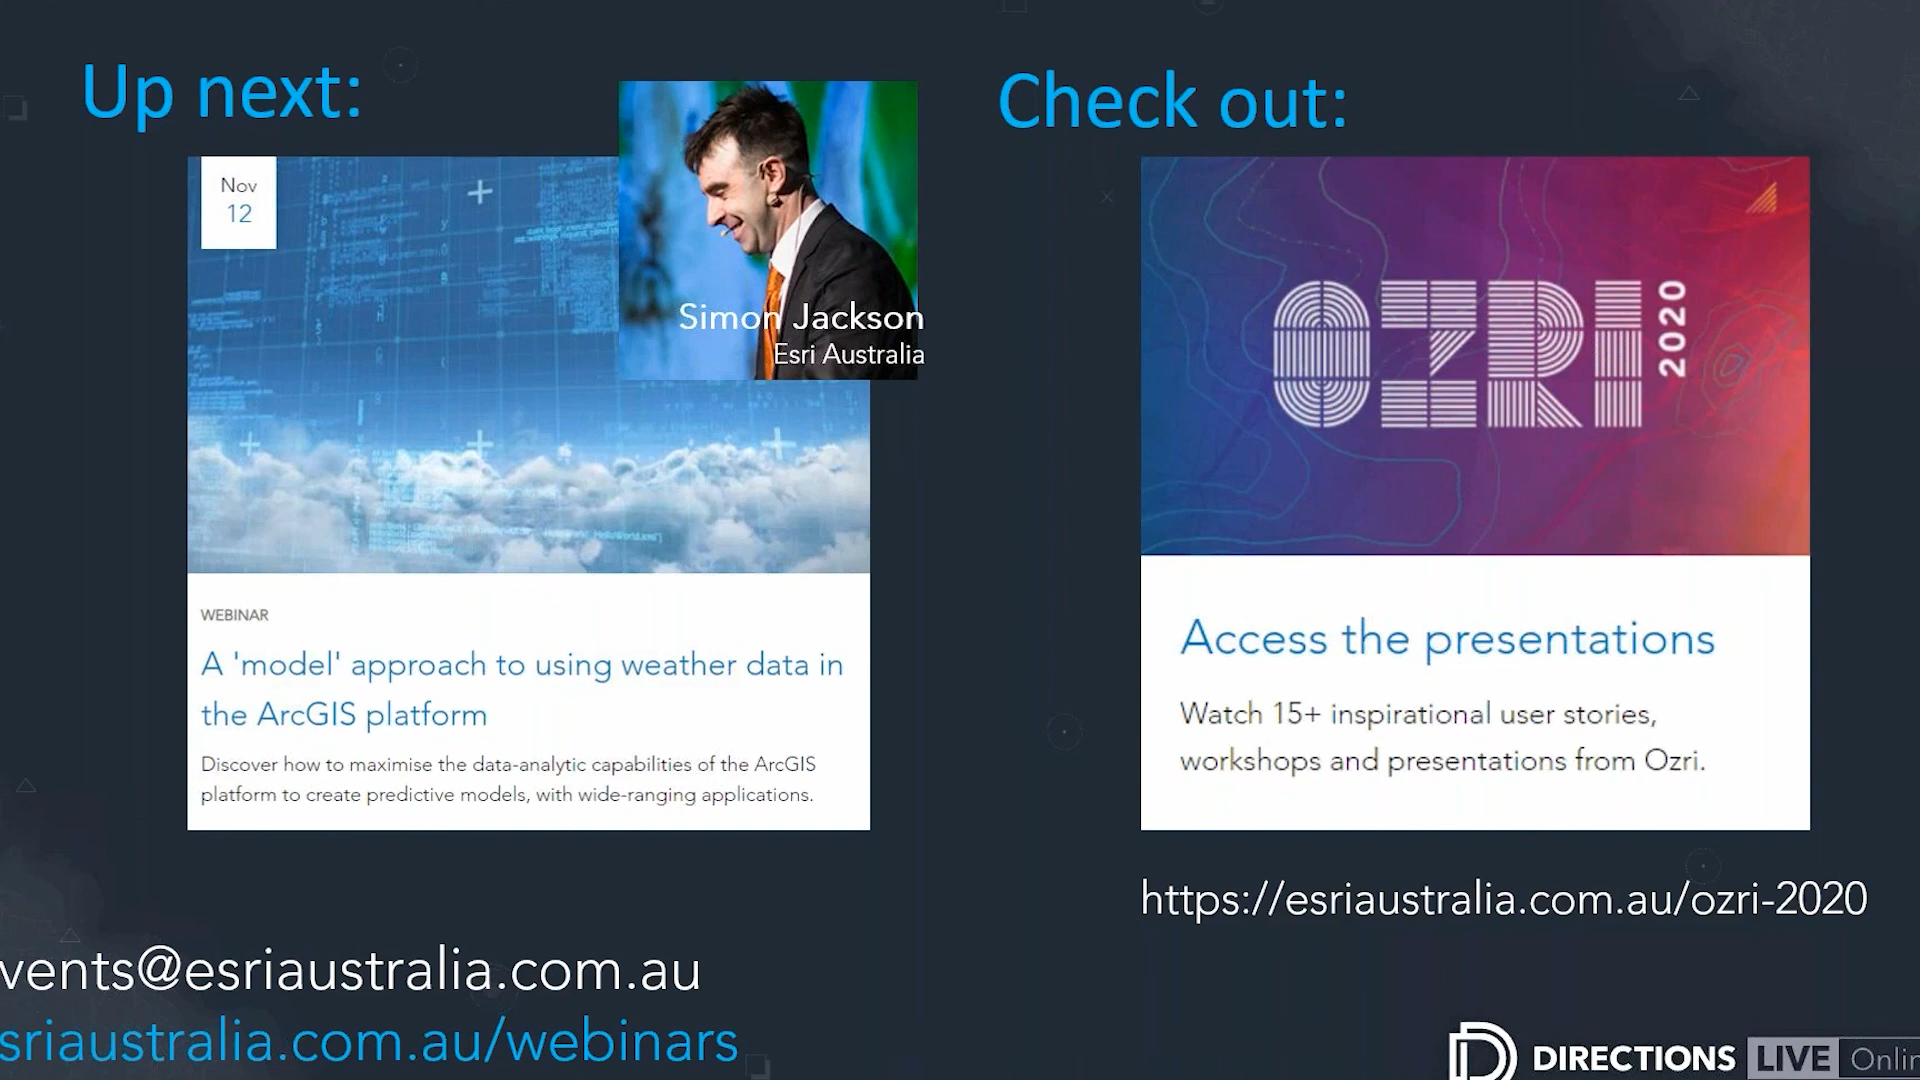 Up next:
Nov
12
Simon Jackson
Esri Australia
WEBINAR
A 'model' approach to using weather data in
the ArcGIS platform
Discover how to maximise the data-analytic capabilities of the ArcGIS
platform to create predictive models, with wide-ranging applications.
vents@esriaustralia.com.au
sriaustralia.com.au/webinars
Check out:
OZRI 2020
Access the presentations
Watch 15+ inspirational user stories,
workshops and presentations from Ozri.
https://esriaustralia.com.au/ozri-2020
DIRECTIONS LIVE Onlin